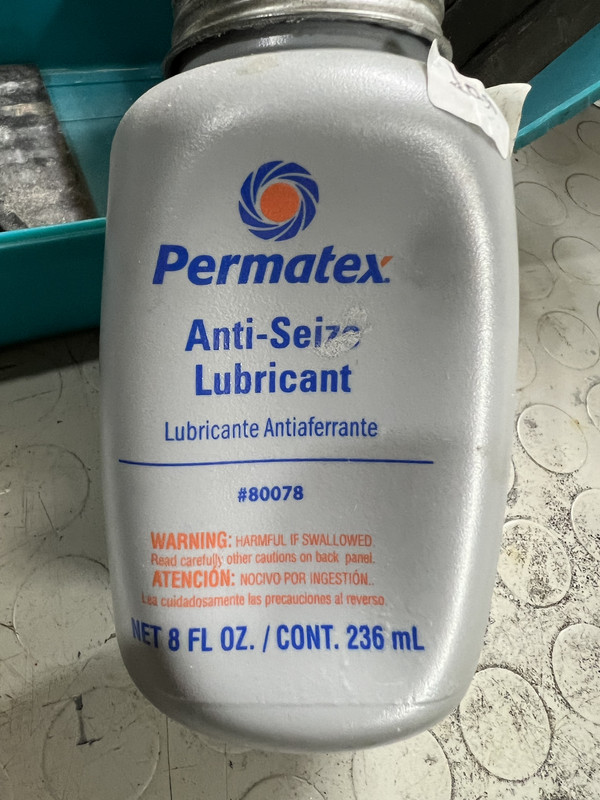 Permatex
Anti-Seize
Lubricant
Lubricante Antiaferrante
#80078
WARNING: HARMFUL IF SWALLOWED.
Read carefully other cautions on back panel.
ATENCIÓN: NOCIVO POR INGESTIÓN.
Lea cuidadosamente las precauciones al reverso.
NET 8 FL OZ. / CONT. 236 mL